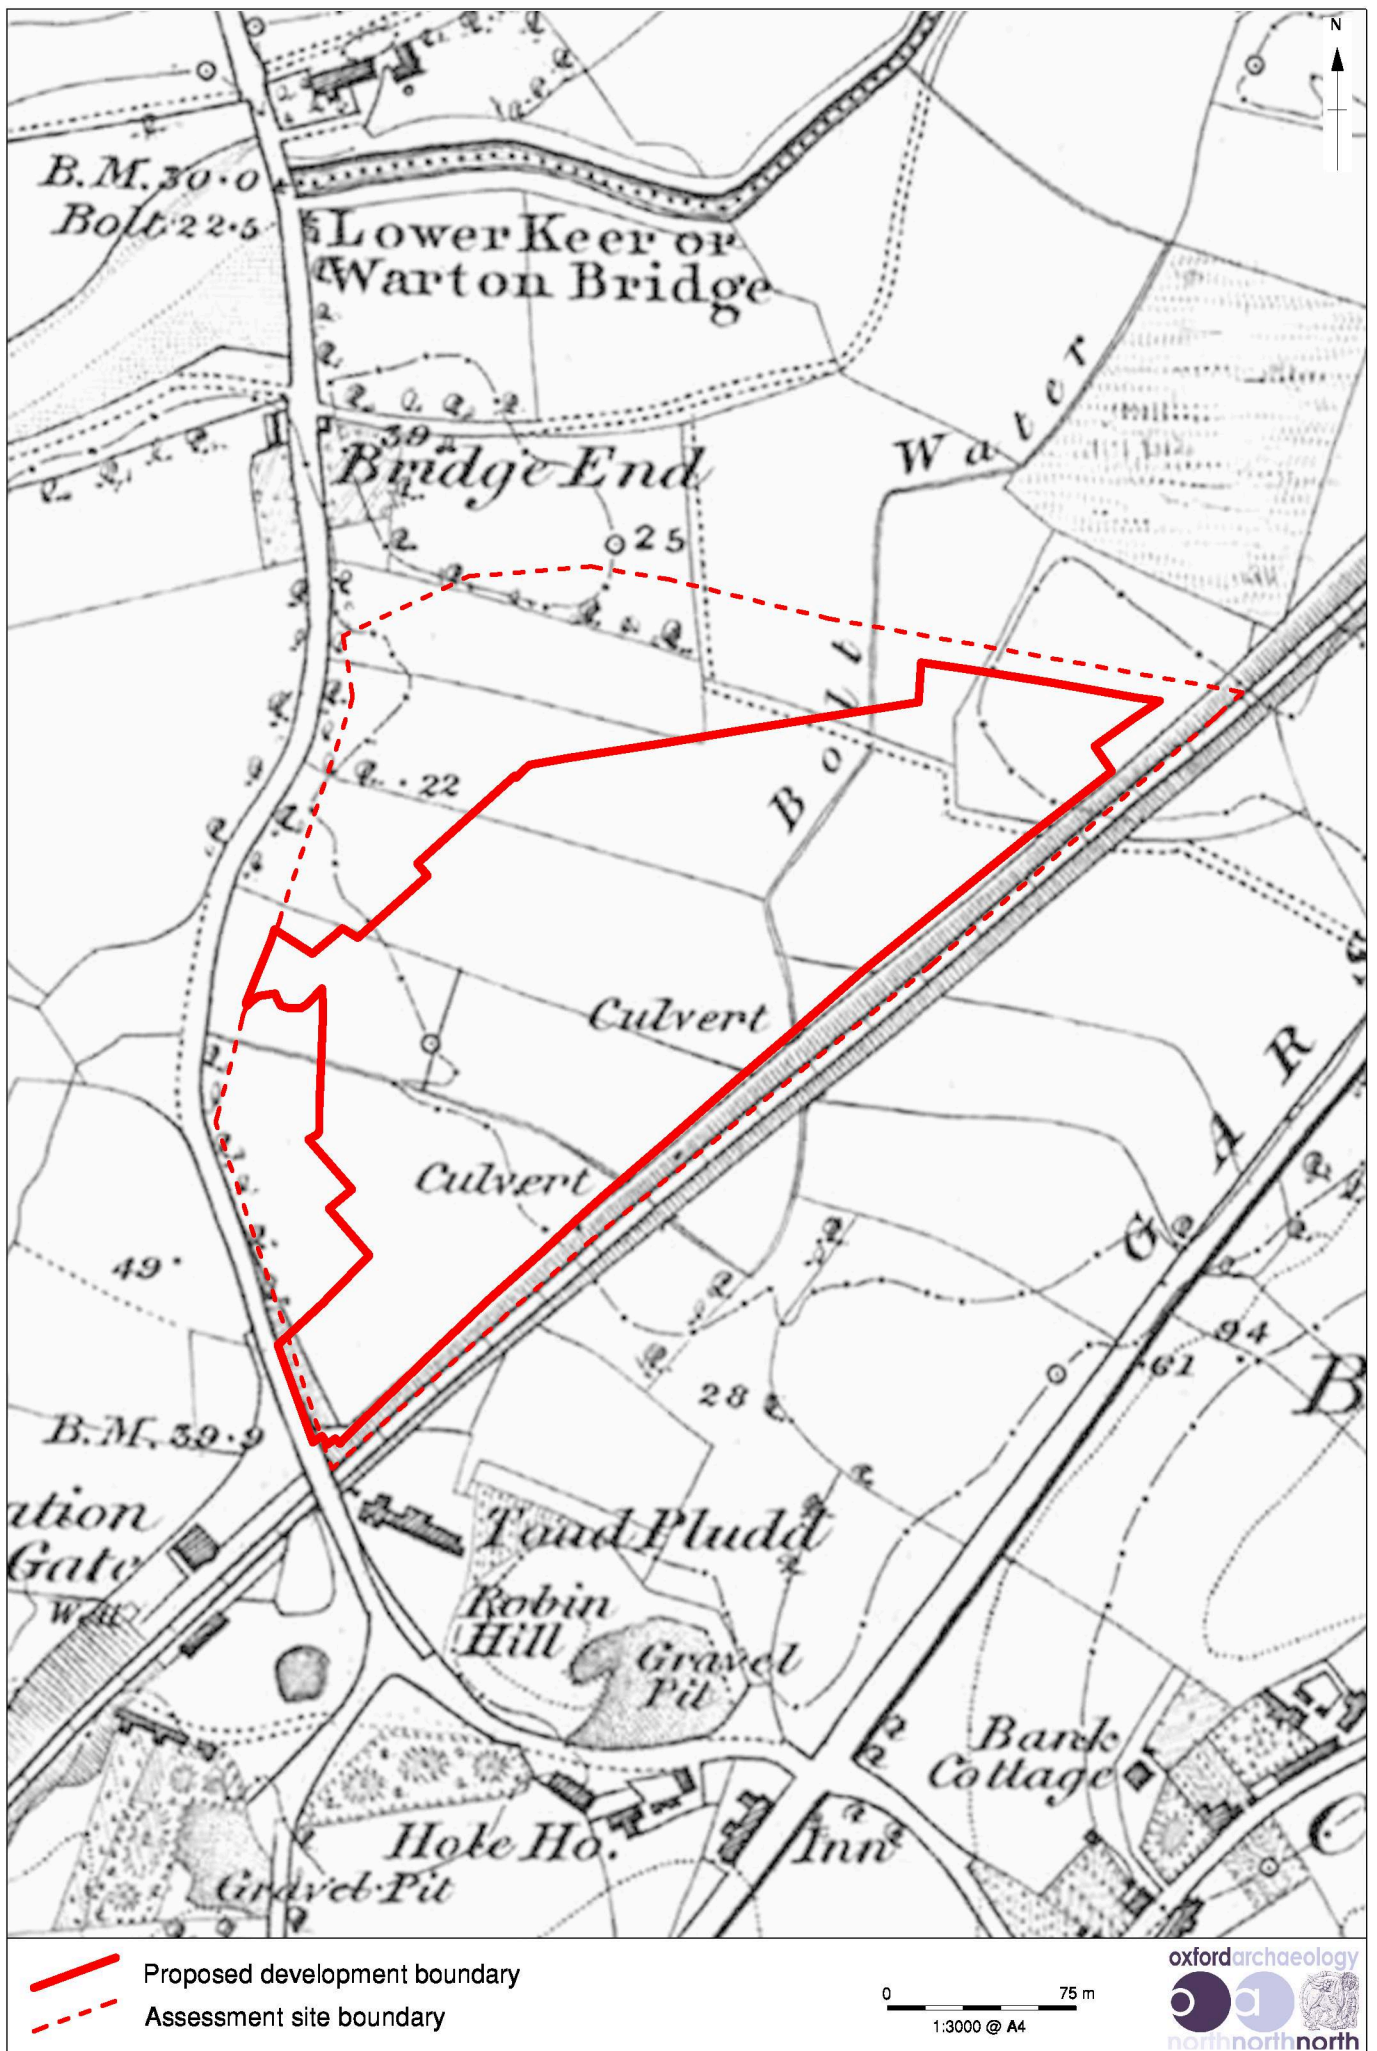 N
B.M.30.0
Bolt 22.5
Lower Keer or
Warton Bridge
39
Bridge End
25
Bolt Water
22
Culvert
Culvert
GAR
49
94
61
B
28
B.M.39.9
ation
Gate
Well
Toad Pludd
Robin
Hill
Gravel
Pit
Bank
Cottage
Hole Ho.
Inn
C
Gravel Pit
Proposed development boundary
Assessment site boundary
0 75 m
1:3000 @ A4
oxfordarchaeology
oa
northnorthnorth